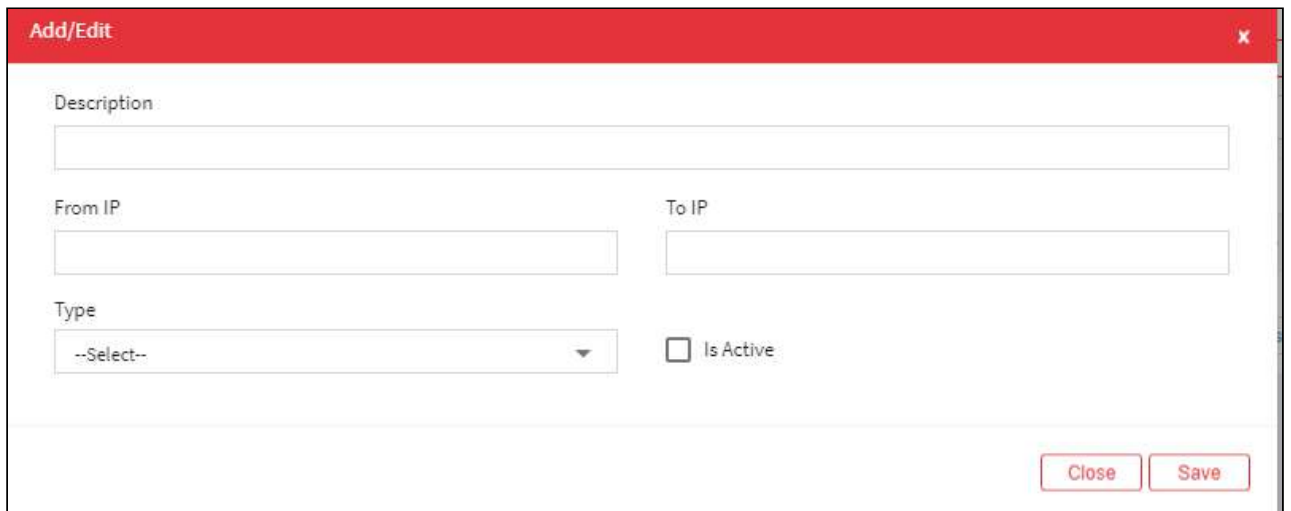 Add/Edit x
Description
From IP To IP
Type
--Select-- Is Active
Close Save